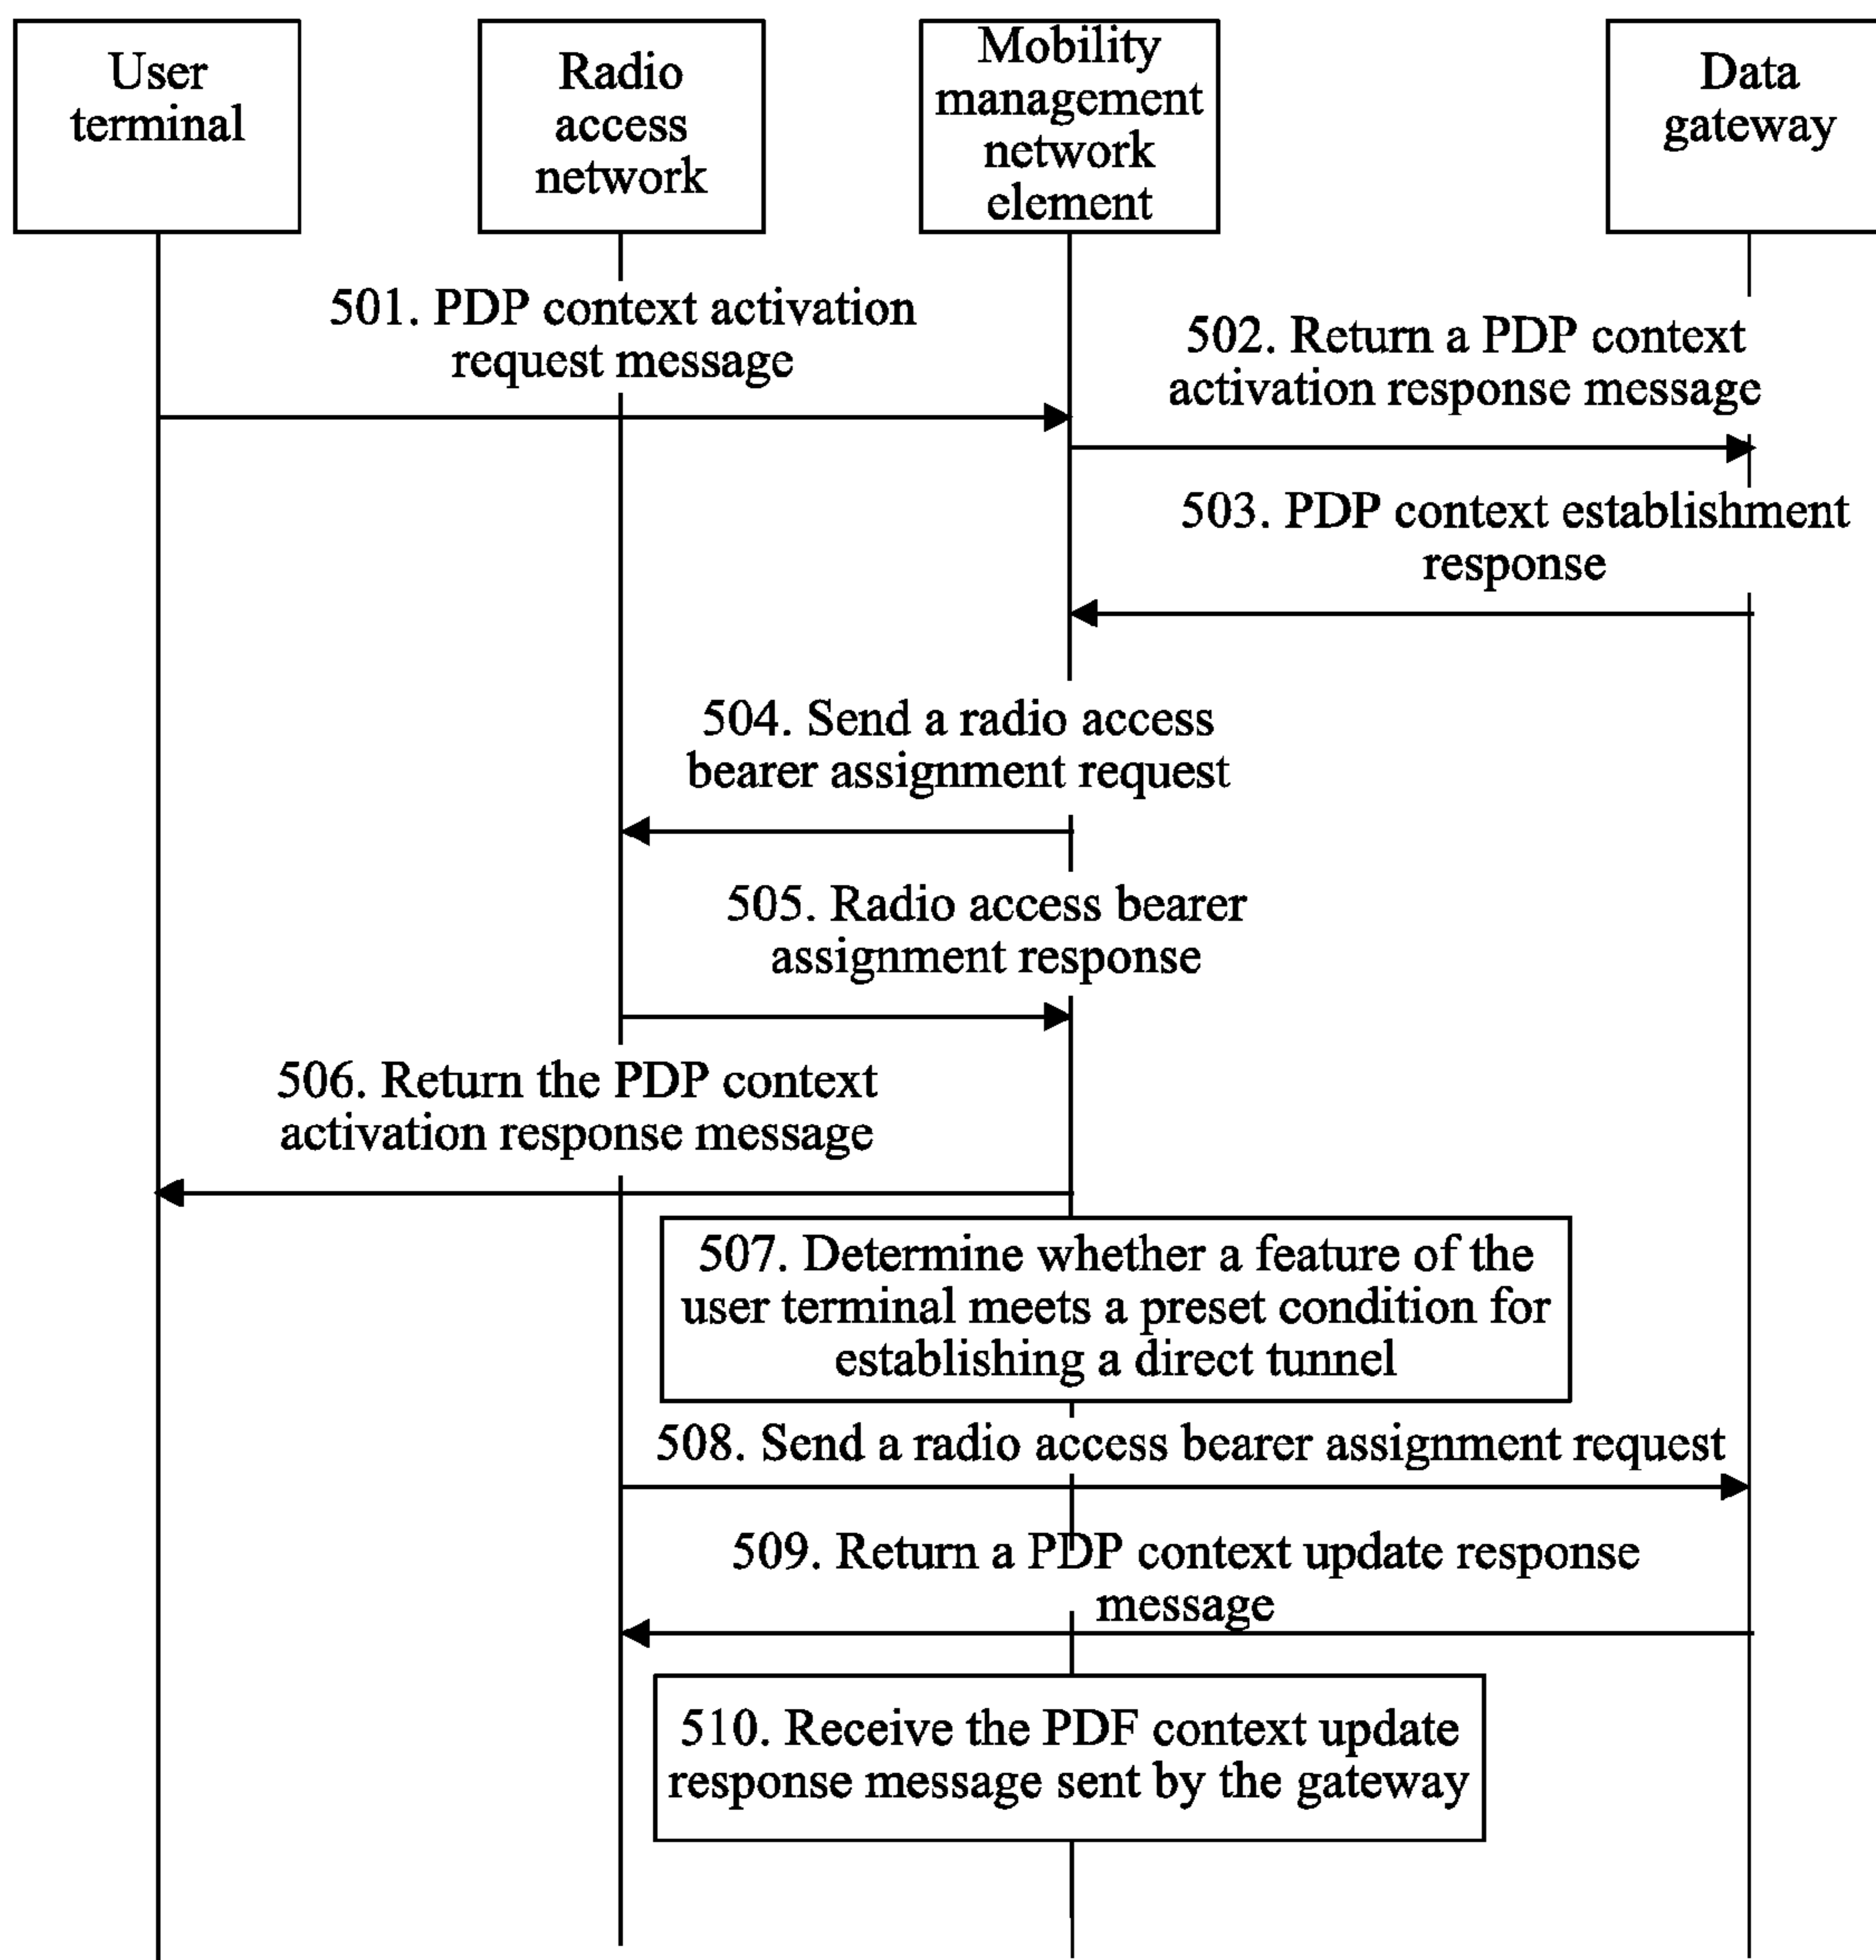 User
terminal
Radio
access
network
Mobility
management
network
element
Data
gateway
501. PDP context activation
request message
502. Return a PDP context
activation response message
503. PDP context establishment
response
504. Send a radio access
bearer assignment request
505. Radio access bearer
assignment response
506. Return the PDP context
activation response message
507. Determine whether a feature of the
user terminal meets a preset condition for
establishing a direct tunnel
508. Send a radio access bearer assignment request
509. Return a PDP context update response
message
510. Receive the PDF context update
response message sent by the gateway